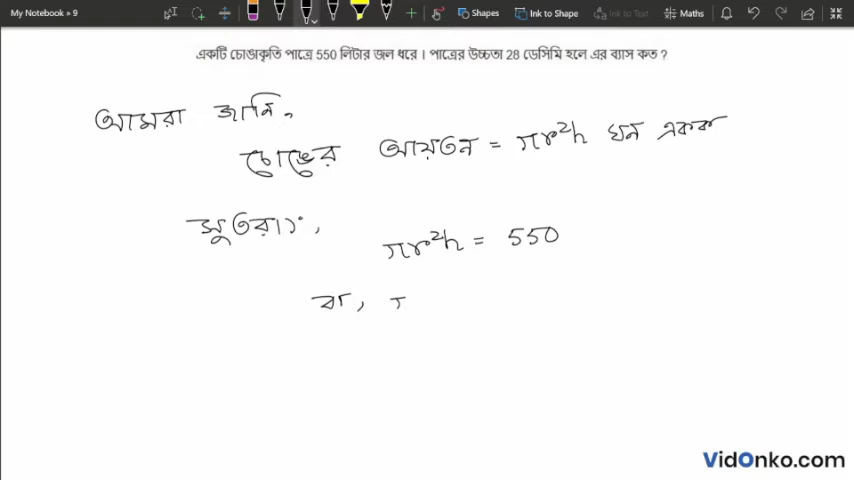 My Notebook » 9
Shapes
Ink to Shape
Ink to Text
Maths
একটি চোঙাকৃতি পাত্রে 550 লিটার জল ধরে । পাত্রের উচ্চতা 28 ডেসিমি হলে এর ব্যাস কত ?
আমরা জানি,
চোঙের আয়তন = πr²h ঘন একক
সুতরাং,
πr²h = 550
বা,
VidOnko.com